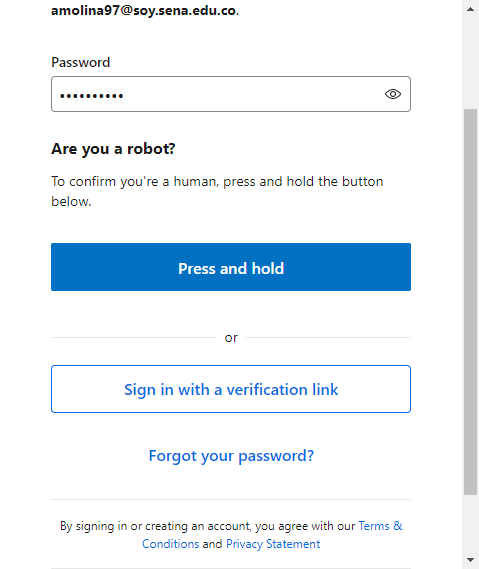 amolina97@soy.sena.edu.co.
Password
••••••••••
Are you a robot?
To confirm you're a human, press and hold the button
below.
Press and hold
or
Sign in with a verification link
Forgot your password?
By signing in or creating an account, you agree with our Terms &
Conditions and Privacy Statement